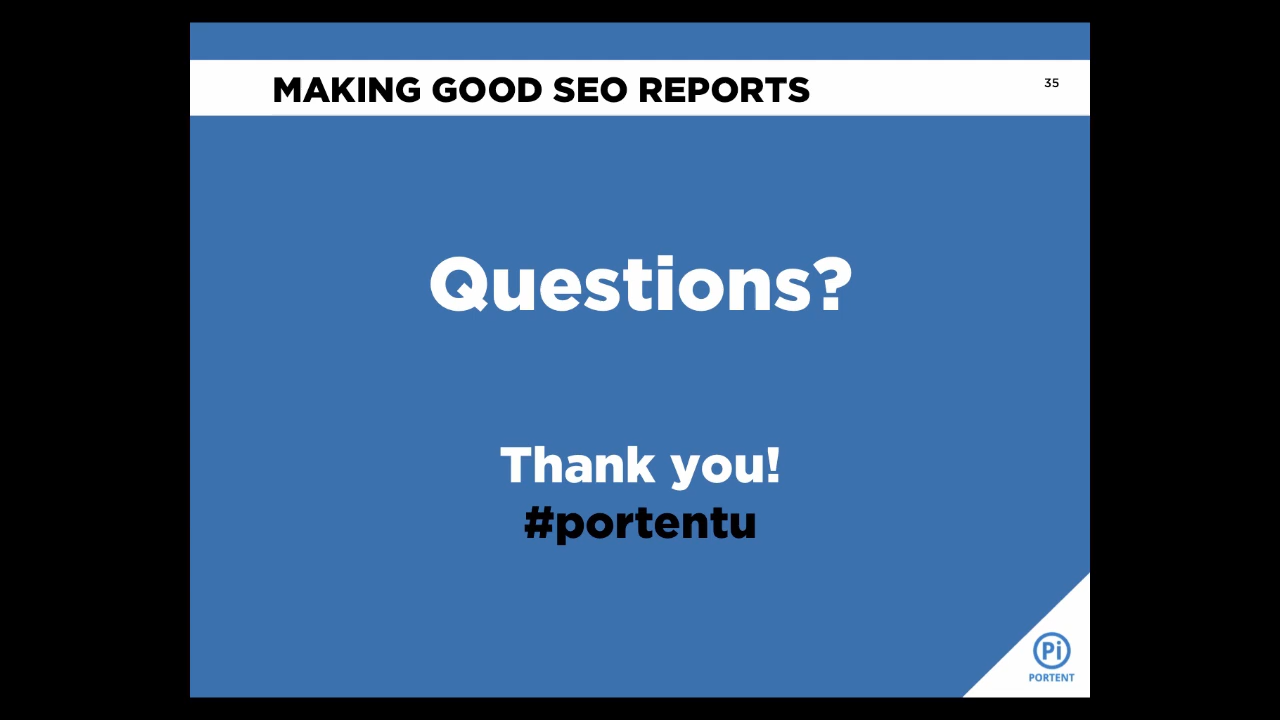 MAKING GOOD SEO REPORTS
35
Questions?
Thank you!
#portentu
Pi
PORTENT